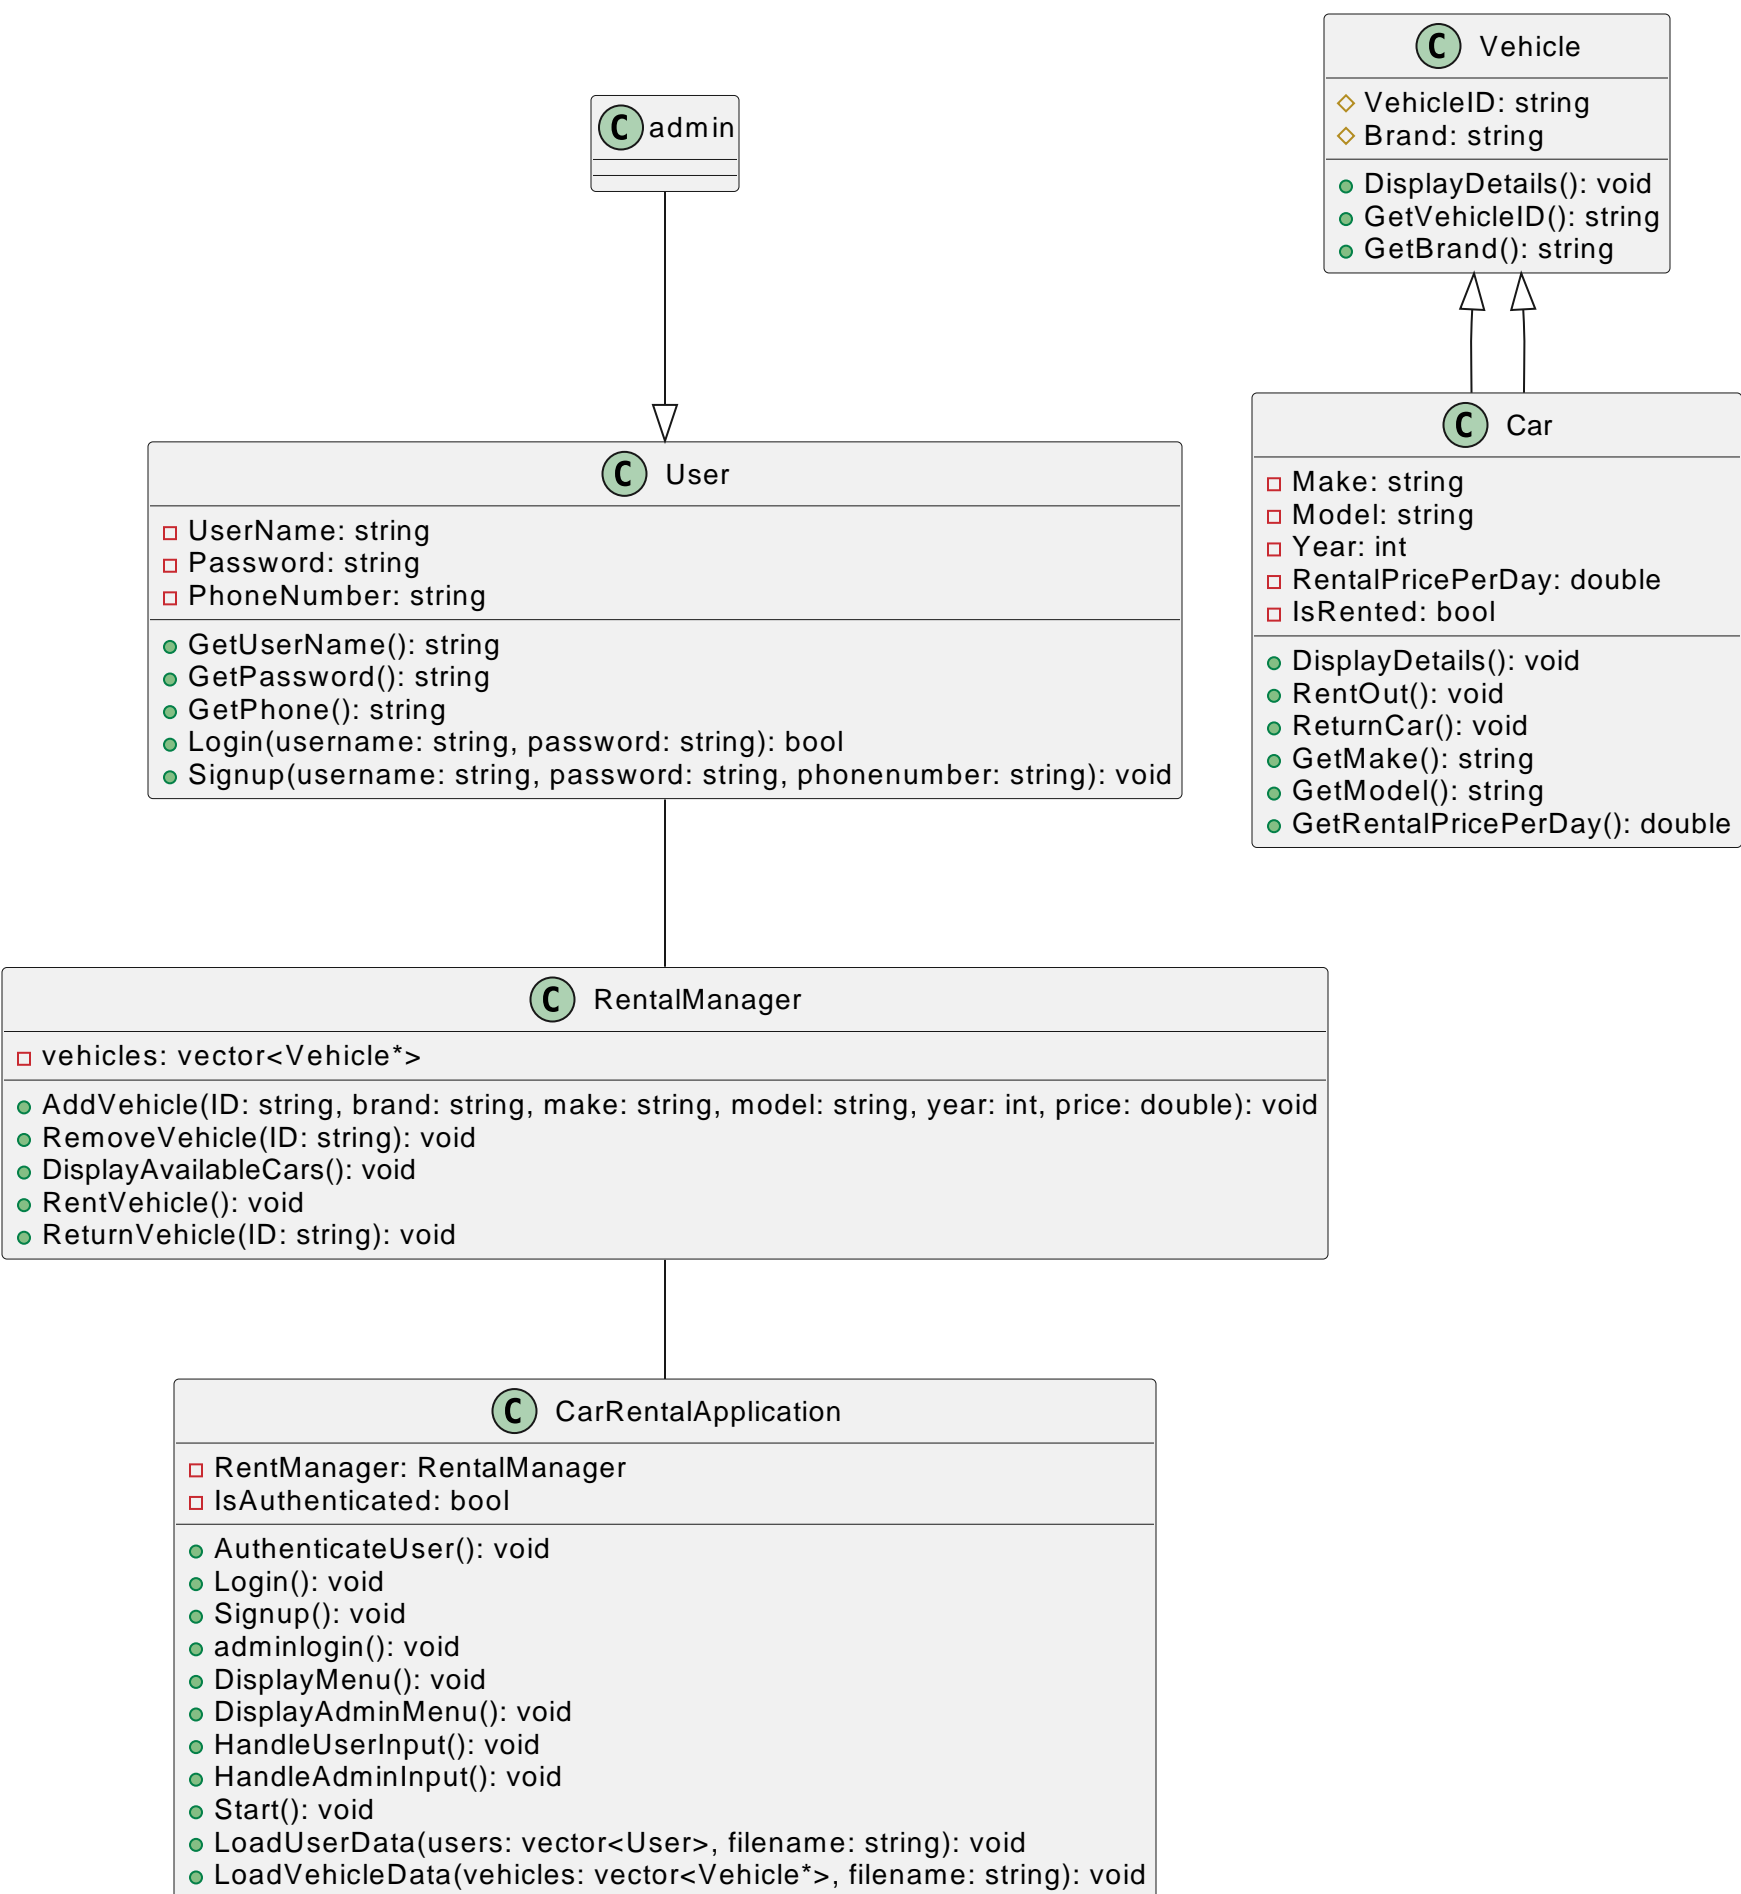 C Vehicle
VehicleID: string
Brand: string
DisplayDetails(): void
GetVehicleID(): string
GetBrand(): string
C admin
C Car
Make: string
Model: string
Year: int
RentalPricePerDay: double
IsRented: bool
DisplayDetails(): void
RentOut(): void
ReturnCar(): void
GetMake(): string
GetModel(): string
GetRentalPricePerDay(): double
C User
UserName: string
Password: string
PhoneNumber: string
GetUserName(): string
GetPassword(): string
GetPhone(): string
Login(username: string, password: string): bool
Signup(username: string, password: string, phonenumber: string): void
C RentalManager
vehicles: vector<Vehicle*>
AddVehicle(ID: string, brand: string, make: string, model: string, year: int, price: double): void
RemoveVehicle(ID: string): void
DisplayAvailableCars(): void
RentVehicle(): void
ReturnVehicle(ID: string): void
C CarRentalApplication
RentManager: RentalManager
IsAuthenticated: bool
AuthenticateUser(): void
Login(): void
Signup(): void
adminlogin(): void
DisplayMenu(): void
DisplayAdminMenu(): void
HandleUserInput(): void
HandleAdminInput(): void
Start(): void
LoadUserData(users: vector<User>, filename: string): void
LoadVehicleData(vehicles: vector<Vehicle*>, filename: string): void